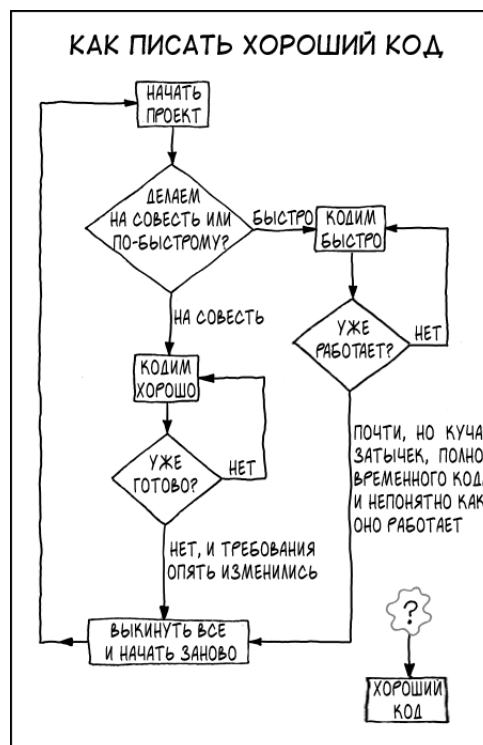 КАК ПИСАТЬ ХОРОШИЙ КОД
НАЧАТЬ
ПРОЕКТ
ДЕЛАЕМ
НА СОВЕСТЬ ИЛИ
ПО-БЫСТРОМУ?
БЫСТРО
КОДИМ
БЫСТРО
НА СОВЕСТЬ
УЖЕ
РАБОТАЕТ?
НЕТ
КОДИМ
ХОРОШО
УЖЕ
ГОТОВО?
НЕТ
ПОЧТИ, НО КУЧА
ЗАТЫЧЕК, ПОЛНО
ВРЕМЕННОГО КОДА
И НЕПОНЯТНО КАК
ОНО РАБОТАЕТ
НЕТ, И ТРЕБОВАНИЯ
ОПЯТЬ ИЗМЕНИЛИСЬ
ВЫКИНУТЬ ВСЕ
И НАЧАТЬ ЗАНОВО
?
ХОРОШИЙ
КОД